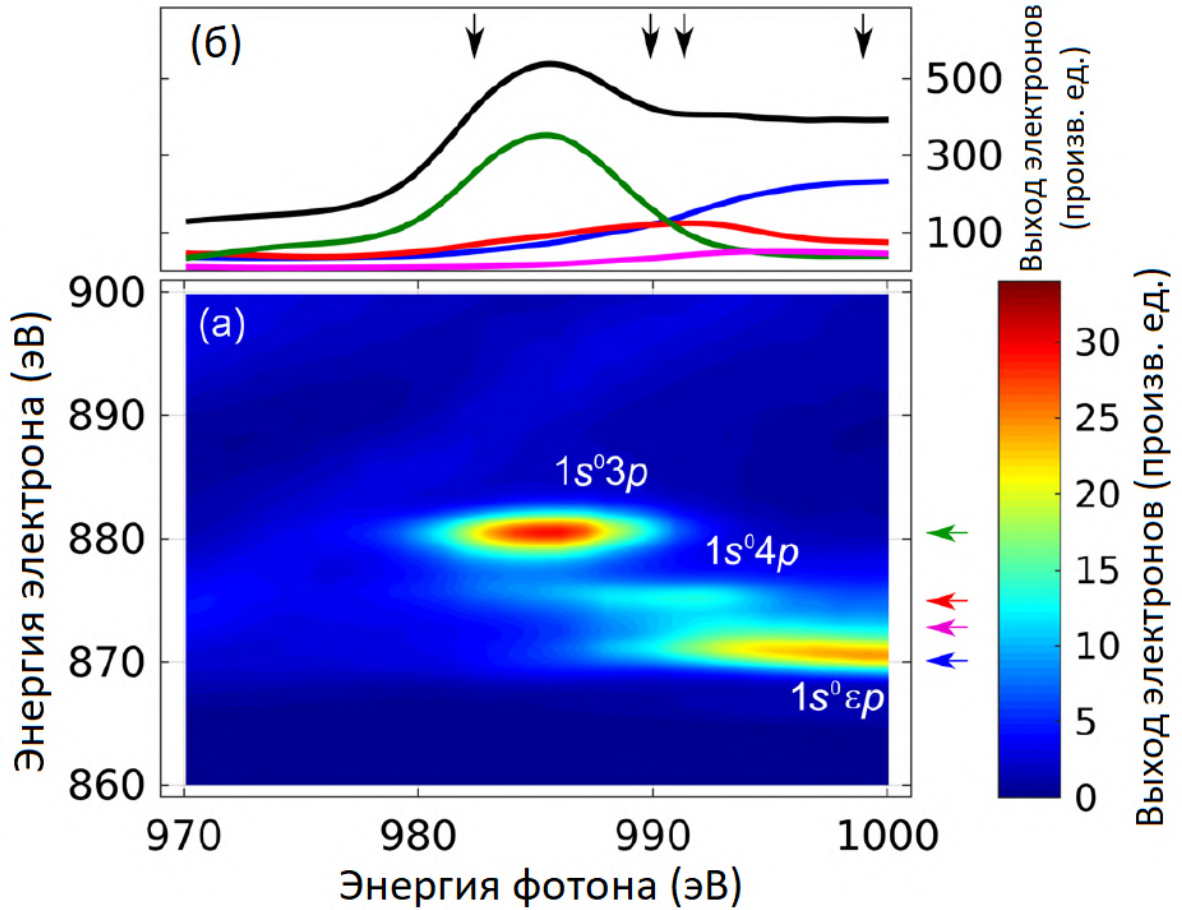 (б)
500
300
100
Выход электронов
(произв. ед.)
900
890
880
870
860
Энергия электрона (эВ)
(а)
1s⁰3p
1s⁰4p
1s⁰εp
30
25
20
15
10
5
0
Выход электронов (произв. ед.)
970
980
990
1000
Энергия фотона (эВ)